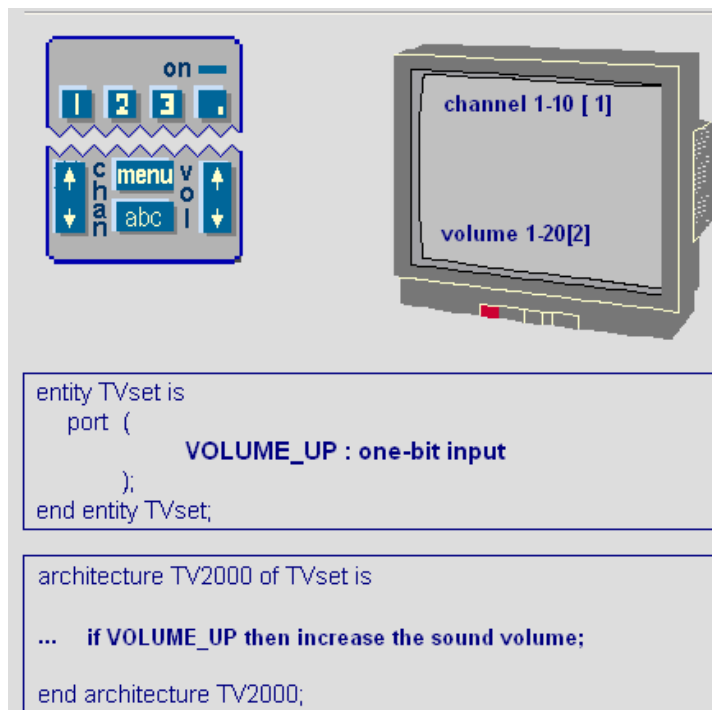 on
1 2 3 .
chan
menu
vol
abc
channel 1-10 [ 1]
volume 1-20[2]
entity TVset is
port (
VOLUME_UP : one-bit input
);
end entity TVset;
architecture TV2000 of TVset is
... if VOLUME_UP then increase the sound volume;
end architecture TV2000;